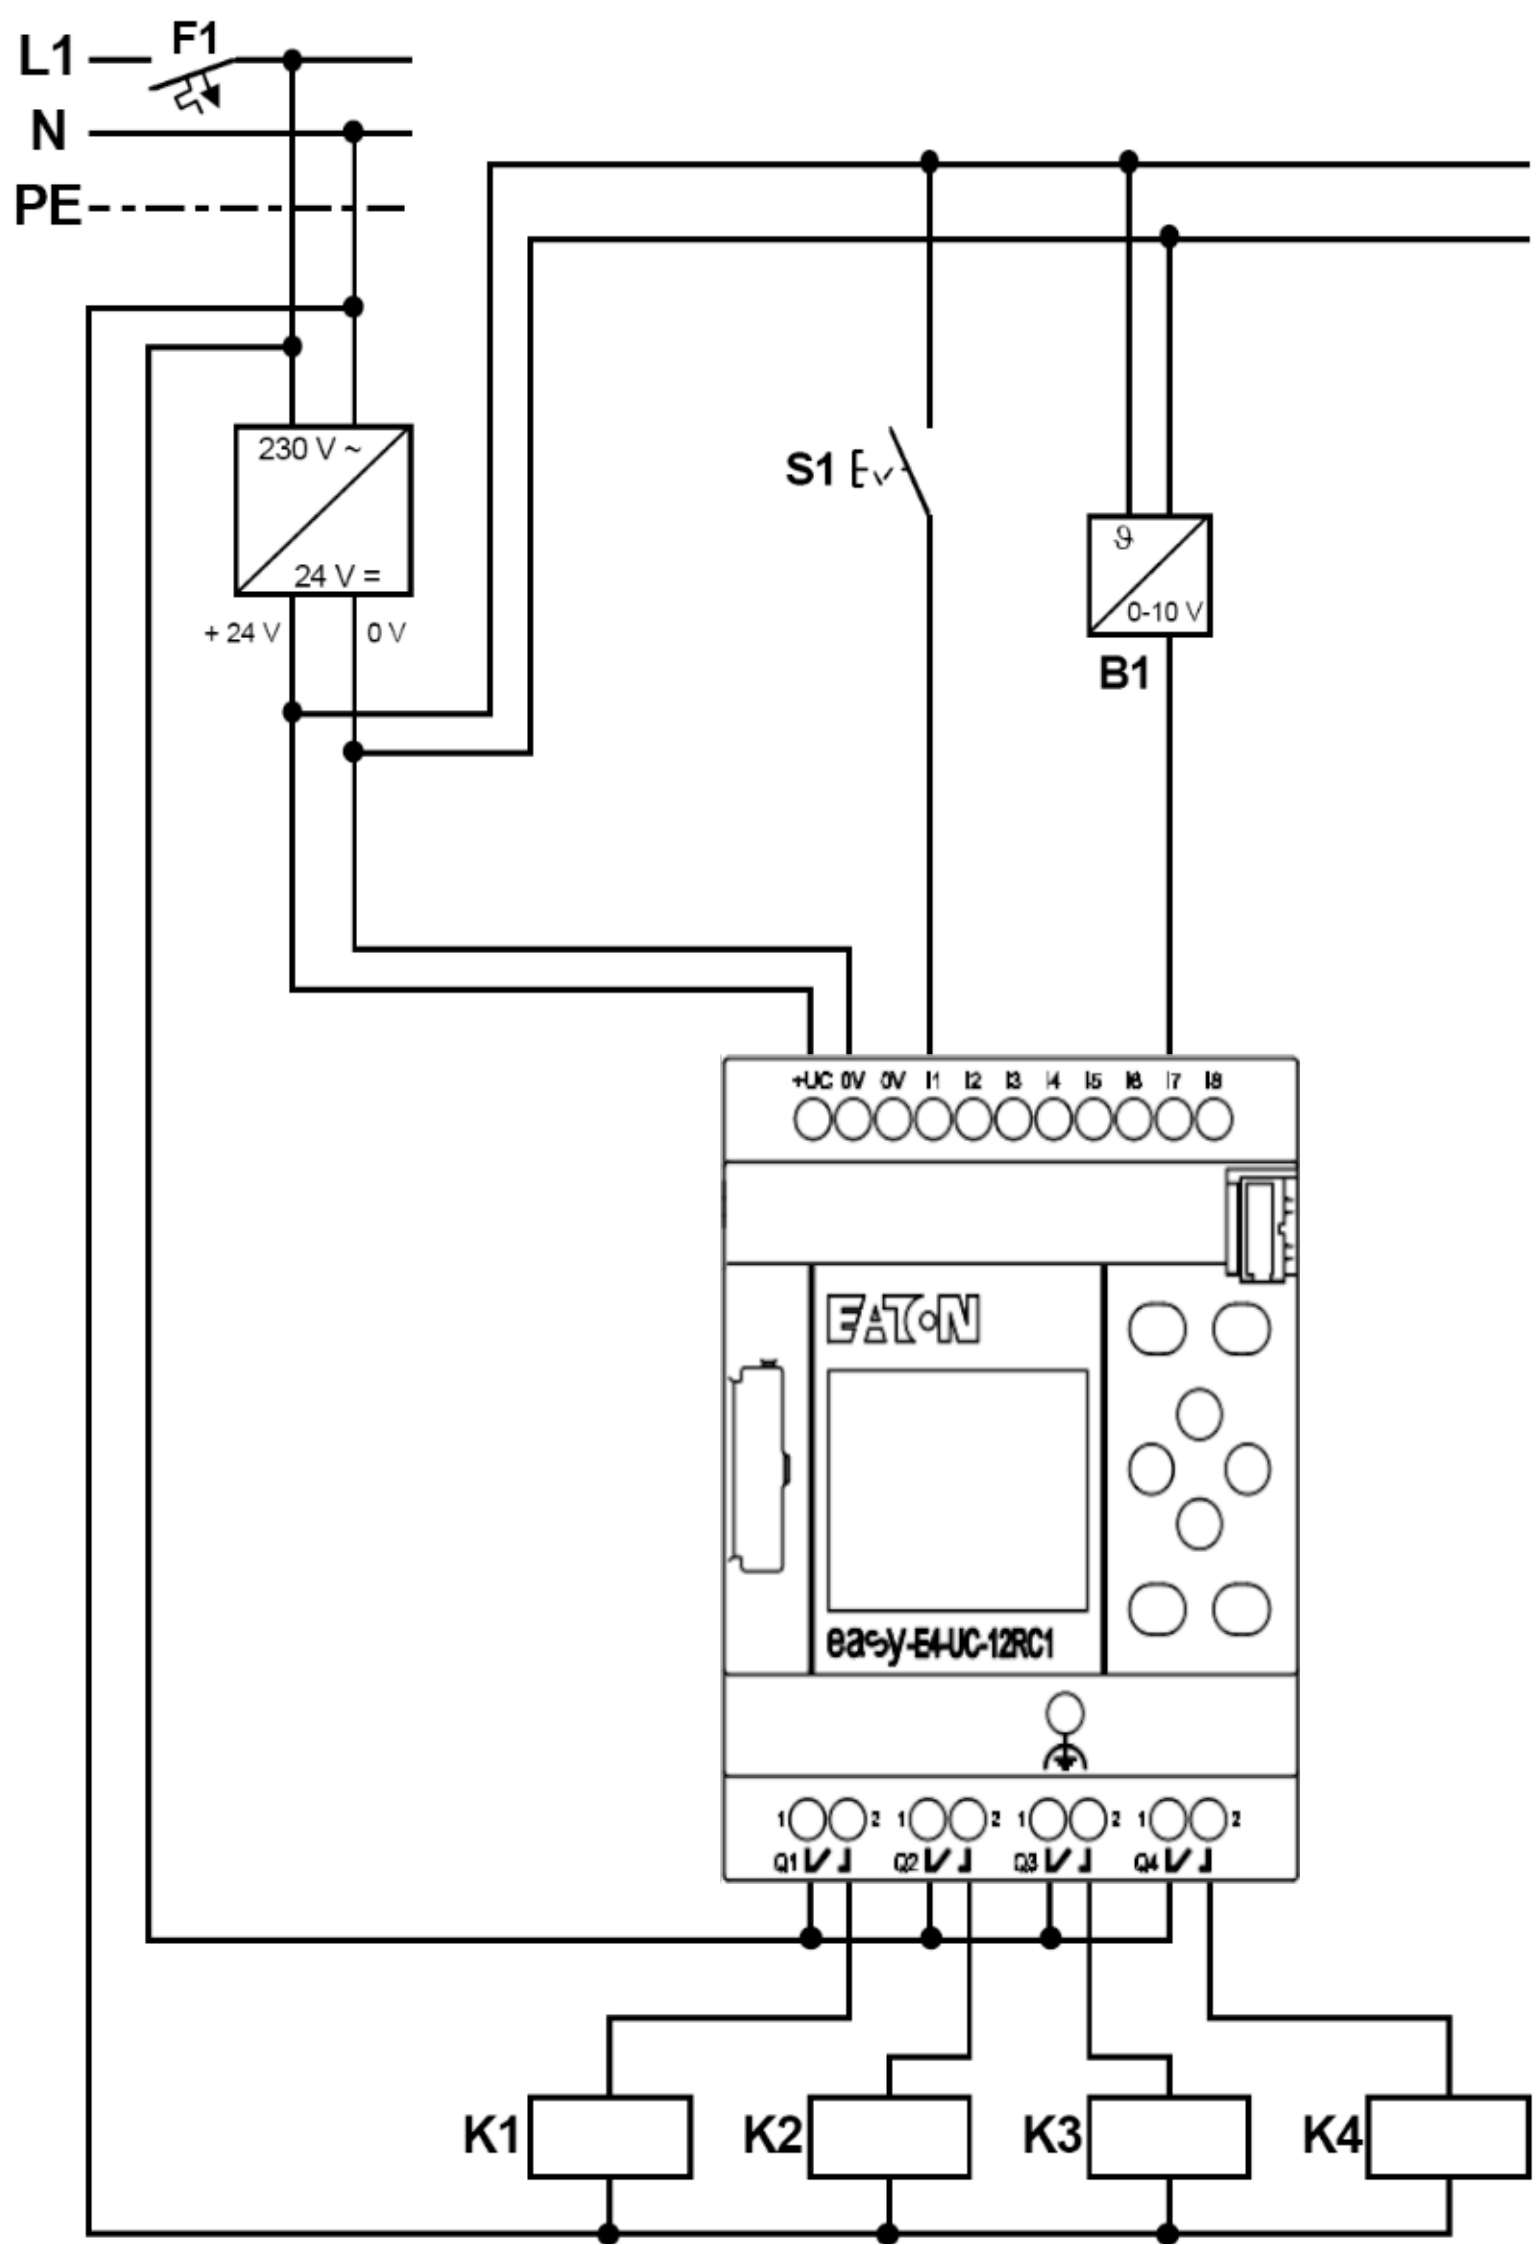 L1
F1
N
PE
230 V ~
24 V =
+ 24 V
0 V
S1
ϑ
0-10 V
B1
+UC 0V 0V I1 I2 I3 I4 I5 I6 I7 I8
EATON
easy-E4-UC-12RC1
1 2 1 2 1 2 1 2
Q1 Q2 Q3 Q4
K1 K2 K3 K4